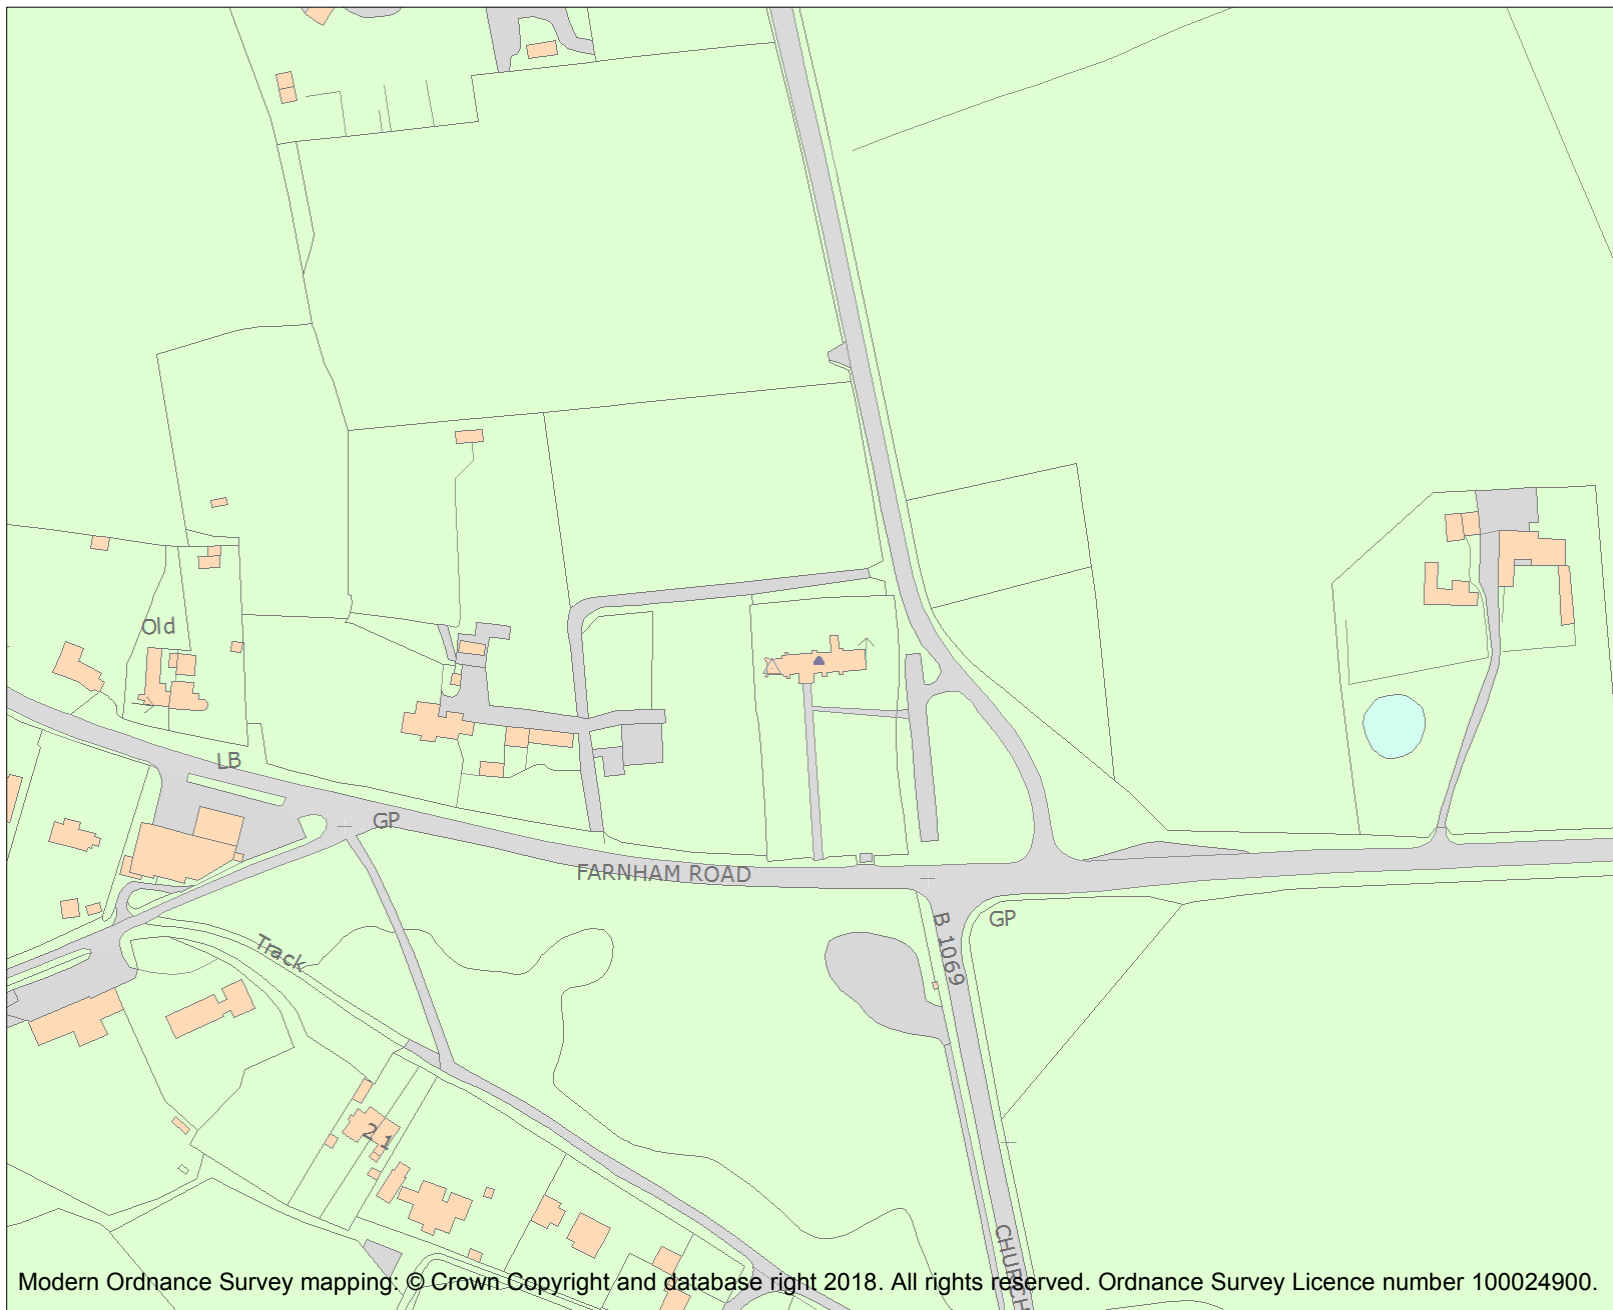 Old
LB
GP
FARNHAM ROAD
B 1069
GP
Track
2 1
CHURCH
Modern Ordnance Survey mapping: © Crown Copyright and database right 2018. All rights reserved. Ordnance Survey Licence number 100024900.